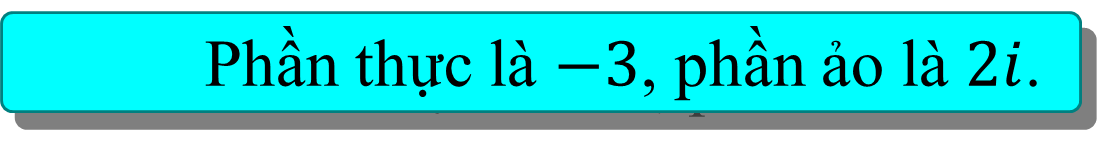 Phần thực là −3, phần ảo là 2i.